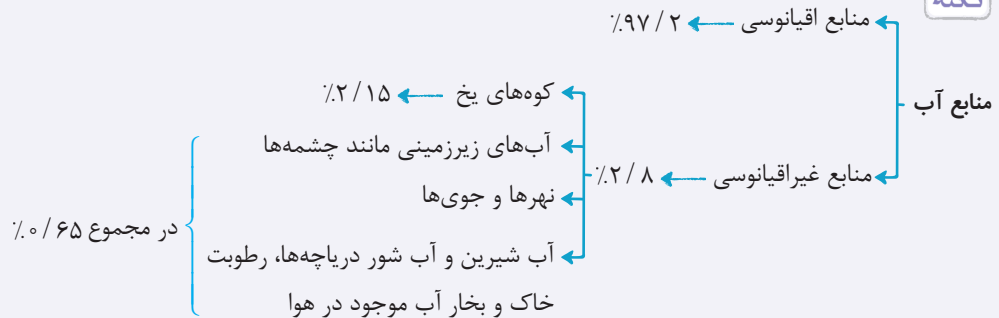 نکته
منابع آب
منابع اقیانوسی ۹۷/۲٪
منابع غیراقیانوسی ۲/۸٪
کوه‌های یخ ۲/۱۵٪
آب‌های زیرزمینی مانند چشمه‌ها
نهرها و جوی‌ها
آب شیرین و آب شور دریاچه‌ها، رطوبت
خاک و بخار آب موجود در هوا
در مجموع ۰/۶۵٪